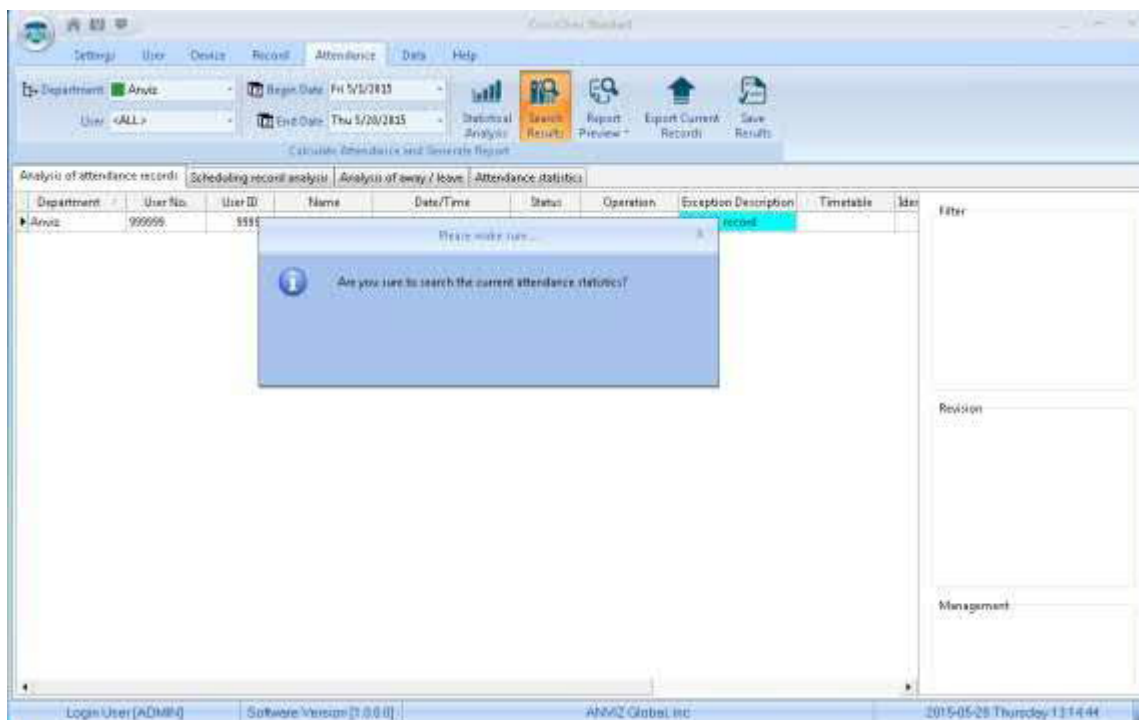 CrossChex Standard
Settings User Device Record Attendance Data Help
Department Anviz Begin Date Fri 5/1/2015
User <ALL> End Date Thu 5/28/2015
Statistical Analysis
Search Results
Report Preview
Export Current Records
Save Results
Calculate Attendance and Generate Report
Analysis of attendance records Scheduling record analysis Analysis of away / leave Attendance statistics
Department User No. User ID Name Date/Time Status Operation Exception Description Timetable Iden
Anviz 999999 9999 record
Please make sure...
Are you sure to search the current attendance statistics?
Filter
Revision
Management
Login User [ADMIN] Software Version [1.0.0.0] ANVIZ Global, inc 2015-05-28 Thursday 13:14:44